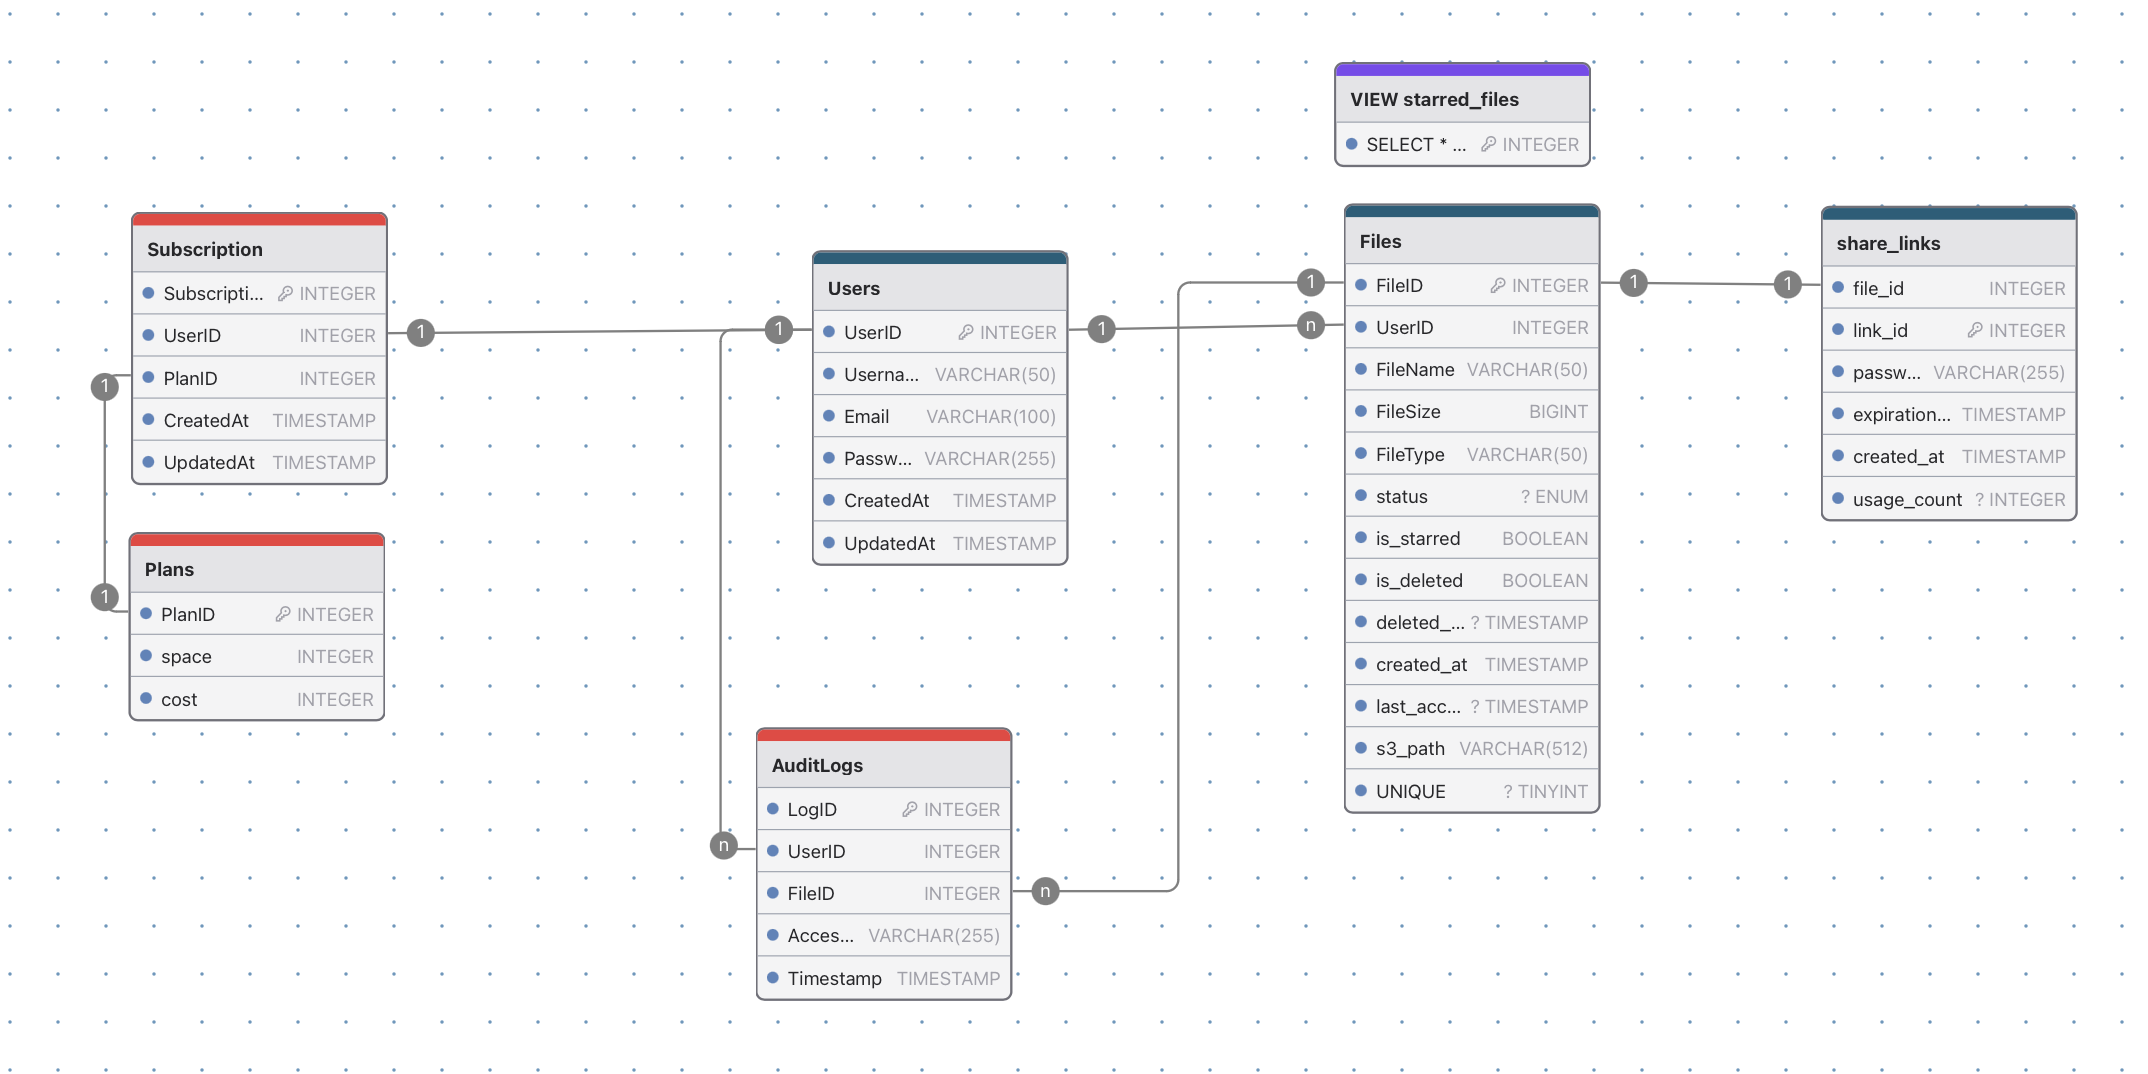 VIEW starred_files
SELECT * ... INTEGER
Subscription
Subscripti... INTEGER
UserID INTEGER
PlanID INTEGER
CreatedAt TIMESTAMP
UpdatedAt TIMESTAMP
1
1
1
1
Plans
PlanID INTEGER
space INTEGER
cost INTEGER
Users
UserID INTEGER
Userna... VARCHAR(50)
Email VARCHAR(100)
Passw... VARCHAR(255)
CreatedAt TIMESTAMP
UpdatedAt TIMESTAMP
1
n
1
n
n
1
AuditLogs
LogID INTEGER
UserID INTEGER
FileID INTEGER
Acces... VARCHAR(255)
Timestamp TIMESTAMP
Files
FileID INTEGER
UserID INTEGER
FileName VARCHAR(50)
FileSize BIGINT
FileType VARCHAR(50)
status ? ENUM
is_starred BOOLEAN
is_deleted BOOLEAN
deleted_... ? TIMESTAMP
created_at TIMESTAMP
last_acc... ? TIMESTAMP
s3_path VARCHAR(512)
UNIQUE ? TINYINT
1
1
share_links
file_id INTEGER
link_id INTEGER
passw... VARCHAR(255)
expiration... TIMESTAMP
created_at TIMESTAMP
usage_count ? INTEGER